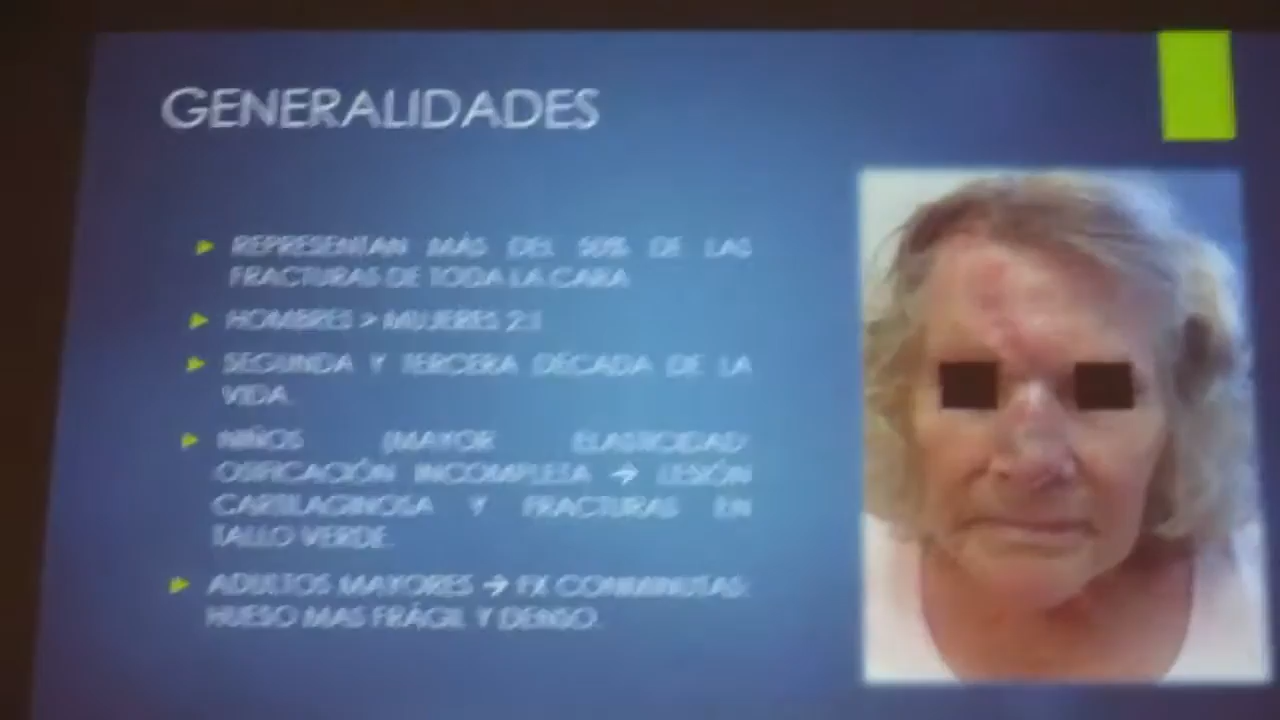 GENERALIDADES
REPRESENTAN MÁS DEL 50% DE LAS
FRACTURAS DE TODA LA CARA
HOMBRES > MUJERES 2:1
SEGUNDA Y TERCERA DECADA DE LA
VIDA.
NIÑOS (MAYOR ELASTICIDAD:
OSIFICACIÓN INCOMPLETA → LESIÓN
CARTILAGINOSA Y FRACTURAS EN
TALLO VERDE.
ADULTOS MAYORES → FX CONMINUTAS:
HUESO MAS FRÁGIL Y DENSO.